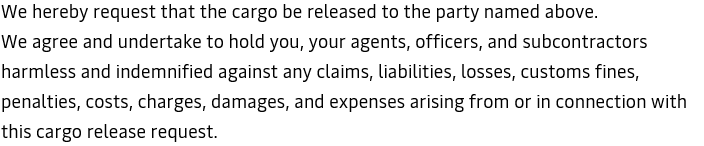 We hereby request that the cargo be released to the party named above.
We agree and undertake to hold you, your agents, officers, and subcontractors
harmless and indemnified against any claims, liabilities, losses, customs fines,
penalties, costs, charges, damages, and expenses arising from or in connection with
this cargo release request.